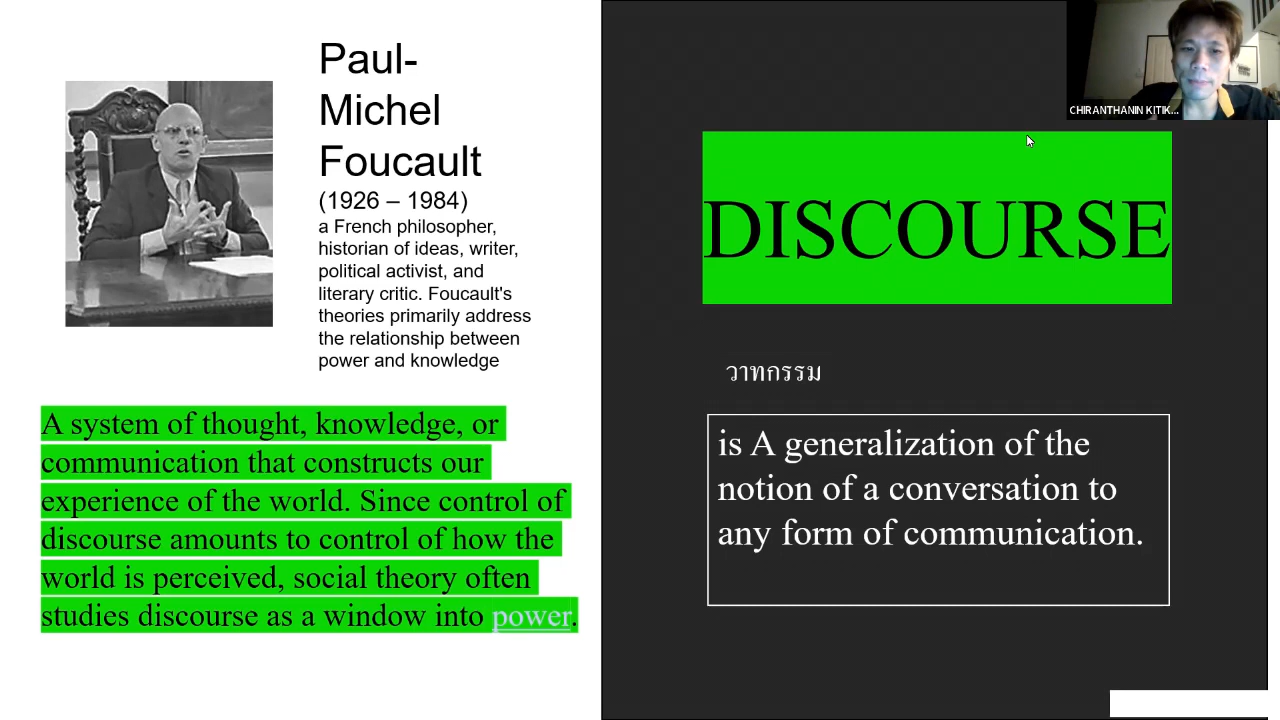 Paul-
Michel
Foucault
(1926 – 1984)
a French philosopher,
historian of ideas, writer,
political activist, and
literary critic. Foucault's
theories primarily address
the relationship between
power and knowledge
A system of thought, knowledge, or
communication that constructs our
experience of the world. Since control of
discourse amounts to control of how the
world is perceived, social theory often
studies discourse as a window into power.
CHIRANTHANIN KITIK...
DISCOURSE
วาทกรรม
is A generalization of the
notion of a conversation to
any form of communication.